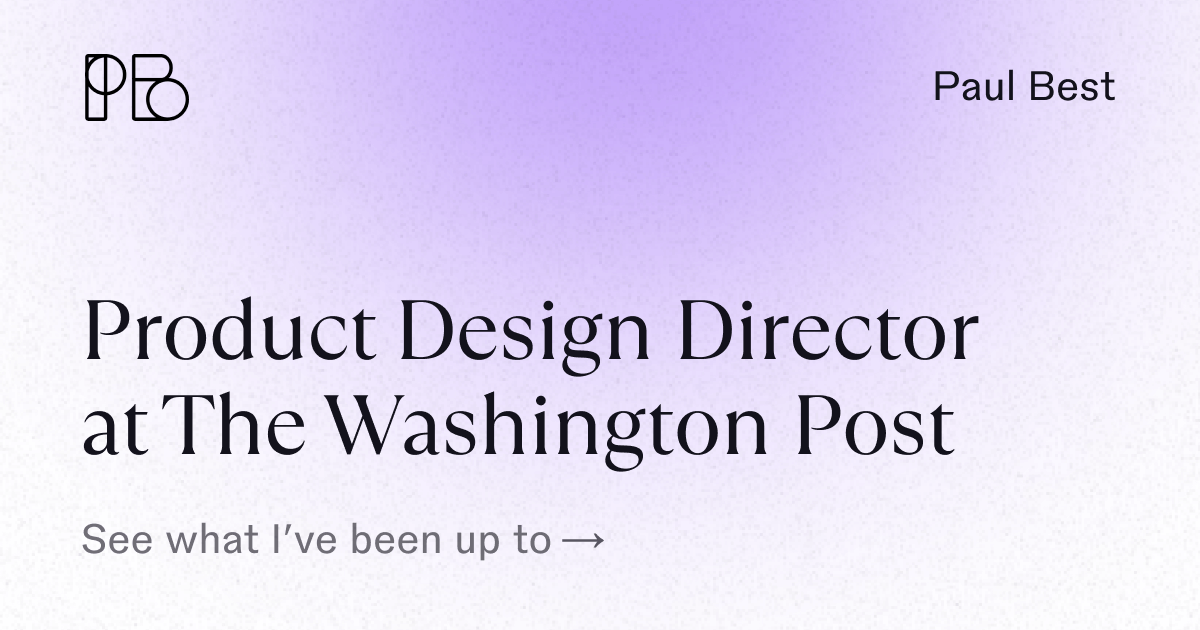 PB
Paul Best
Product Design Director
at The Washington Post
See what I’ve been up to →